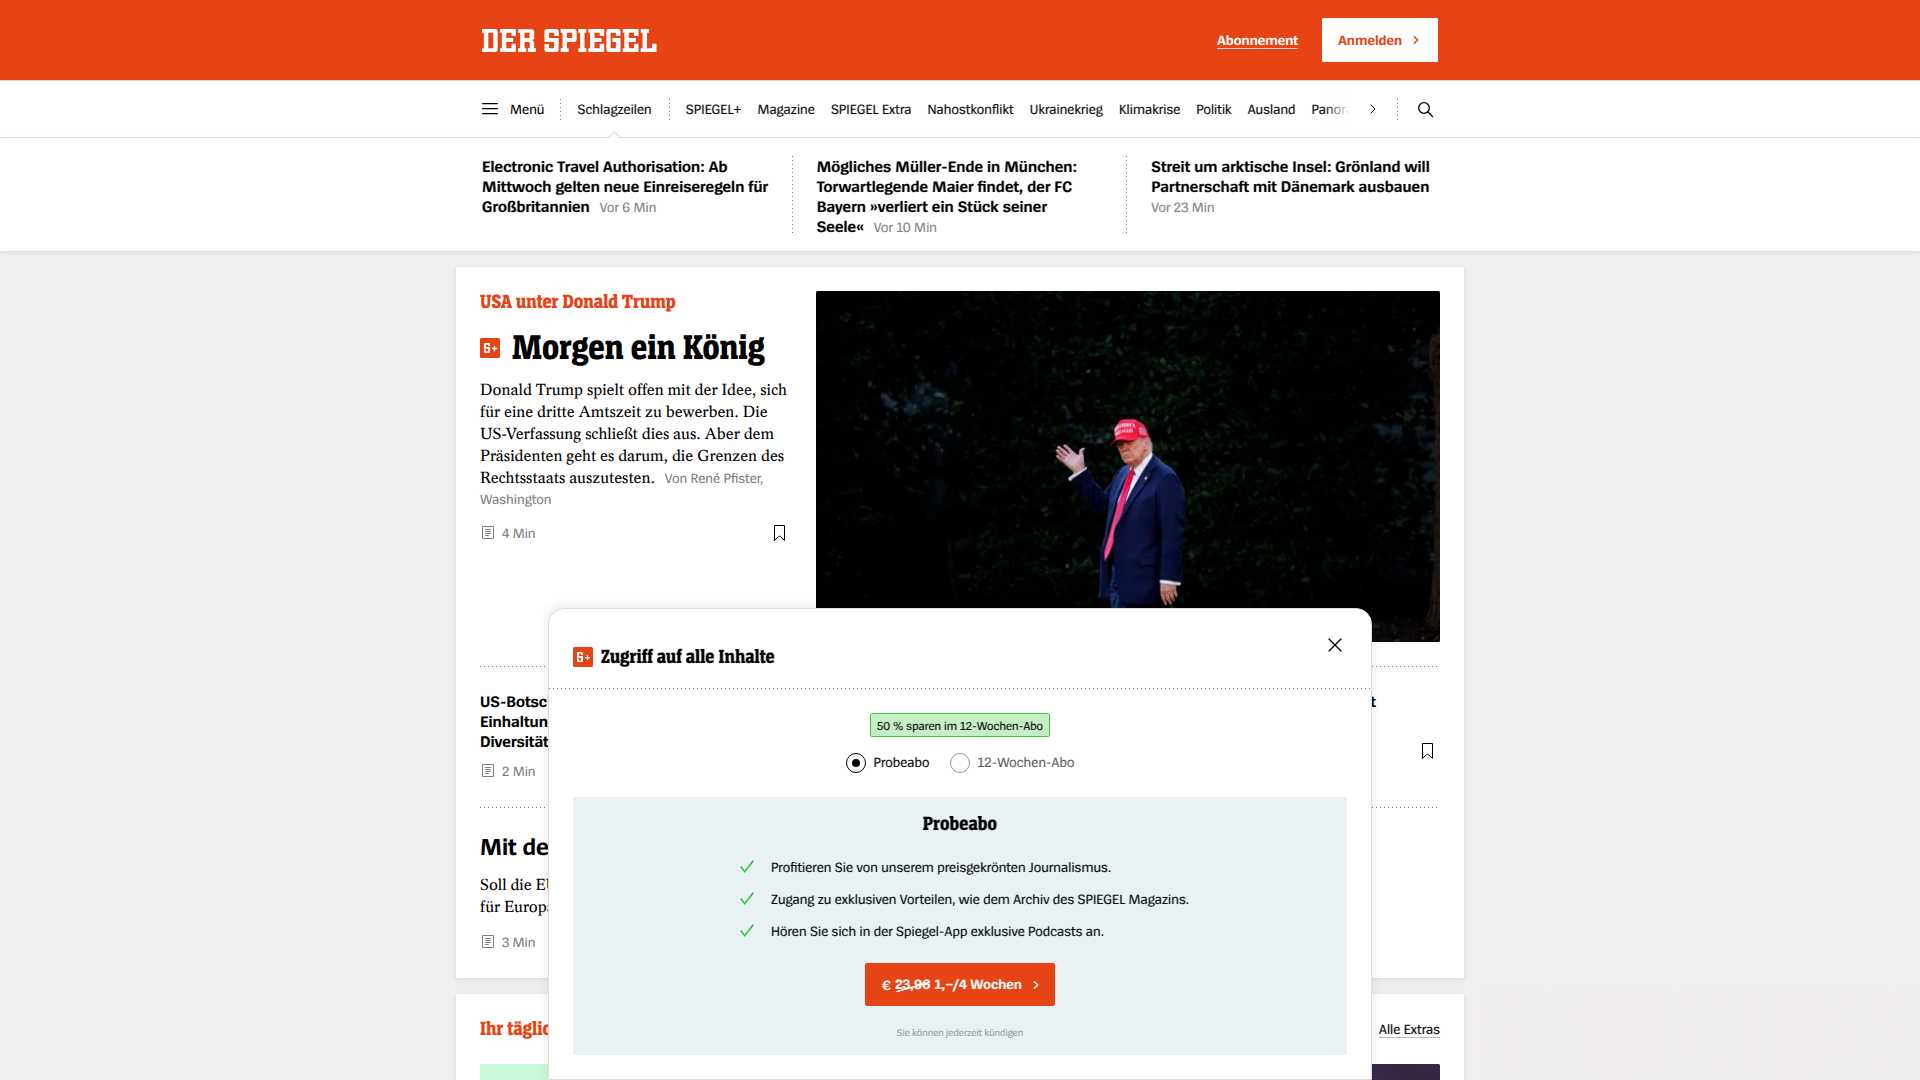 DER SPIEGEL
Abonnement
Anmelden
Menü
Schlagzeilen
SPIEGEL+
Magazine
SPIEGEL Extra
Nahostkonflikt
Ukrainekrieg
Klimakrise
Politik
Ausland
Electronic Travel Authorisation: Ab
Mittwoch gelten neue Einreiseregeln für
Großbritannien Vor 6 Min
Mögliches Müller-Ende in München:
Torwartlegende Maier findet, der FC
Bayern »verliert ein Stück seiner
Seele« Vor 10 Min
Streit um arktische Insel: Grönland will
Partnerschaft mit Dänemark ausbauen
Vor 23 Min
USA unter Donald Trump
Morgen ein König
Donald Trump spielt offen mit der Idee, sich
für eine dritte Amtszeit zu bewerben. Die
US-Verfassung schließt dies aus. Aber dem
Präsidenten geht es darum, die Grenzen des
Rechtsstaats auszutesten. Von René Pfister,
Washington
4 Min
Zugriff auf alle Inhalte
50 % sparen im 12-Wochen-Abo
Probeabo
12-Wochen-Abo
Probeabo
Profitieren Sie von unserem preisgekrönten Journalismus.
Zugang zu exklusiven Vorteilen, wie dem Archiv des SPIEGEL Magazins.
Hören Sie sich in der Spiegel-App exklusive Podcasts an.
€ 23,96 1,–/4 Wochen
Sie können jederzeit kündigen
US-Botsc
Einhaltun
Diversität
2 Min
Mit de
Soll die EU
für Europ
3 Min
Ihr täglic
Alle Extras